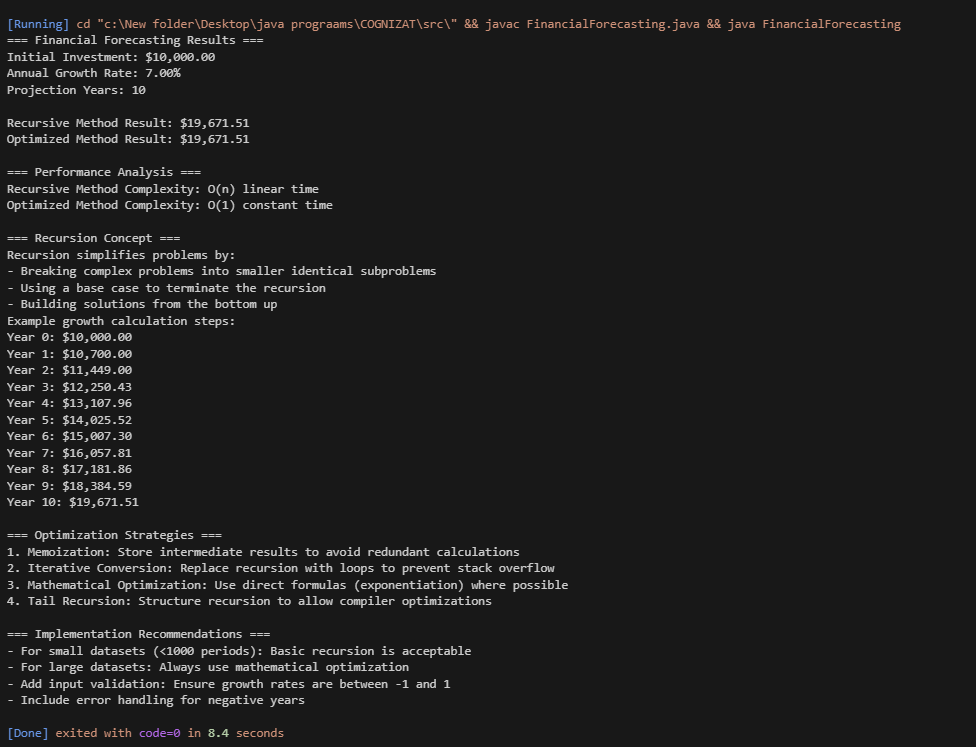 [Running] cd "c:\New folder\Desktop\java prograams\COGNIZAT\src\" && javac FinancialForecasting.java && java FinancialForecasting
=== Financial Forecasting Results ===
Initial Investment: $10,000.00
Annual Growth Rate: 7.00%
Projection Years: 10

Recursive Method Result: $19,671.51
Optimized Method Result: $19,671.51

=== Performance Analysis ===
Recursive Method Complexity: O(n) linear time
Optimized Method Complexity: O(1) constant time

=== Recursion Concept ===
Recursion simplifies problems by:
- Breaking complex problems into smaller identical subproblems
- Using a base case to terminate the recursion
- Building solutions from the bottom up
Example growth calculation steps:
Year 0: $10,000.00
Year 1: $10,700.00
Year 2: $11,449.00
Year 3: $12,250.43
Year 4: $13,107.96
Year 5: $14,025.52
Year 6: $15,007.30
Year 7: $16,057.81
Year 8: $17,181.86
Year 9: $18,384.59
Year 10: $19,671.51

=== Optimization Strategies ===
1. Memoization: Store intermediate results to avoid redundant calculations
2. Iterative Conversion: Replace recursion with loops to prevent stack overflow
3. Mathematical Optimization: Use direct formulas (exponentiation) where possible
4. Tail Recursion: Structure recursion to allow compiler optimizations

=== Implementation Recommendations ===
- For small datasets (<1000 periods): Basic recursion is acceptable
- For large datasets: Always use mathematical optimization
- Add input validation: Ensure growth rates are between -1 and 1
- Include error handling for negative years

[Done] exited with code=0 in 8.4 seconds